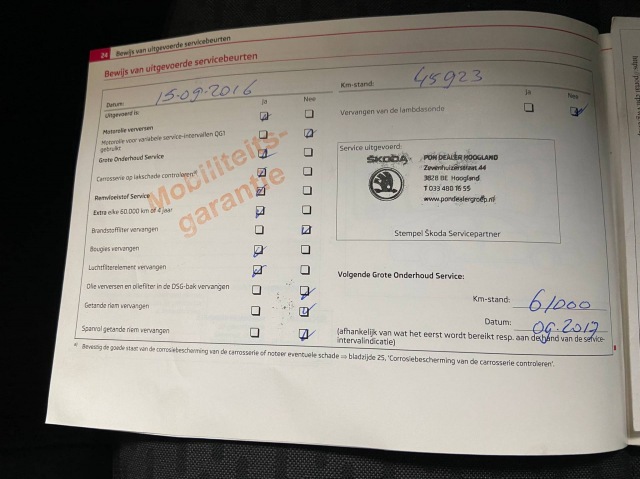 24 Bewijs van uitgevoerde servicebeurten
Bewijs van uitgevoerde servicebeurten
Datum: 15.09.2016
Km-stand: 45923
Uitgevoerd is: Ja Nee
Motorolie verversen
Motorolie voor variabele service-intervallen QG1
gebruikt
Grote Onderhoud Service
Carrosserie op lakschade controleren a)
Remvloeistof Service
Extra elke 60.000 km of 4 jaar
Brandstoffilter vervangen
Bougies vervangen
Luchtfilterelement vervangen
Olie verversen en oliefilter in de DSG-bak vervangen
Getande riem vervangen
Spanrol getande riem vervangen
Mobiliteits-
garantie
Ja Nee
Vervangen van de lambdasonde
Service uitgevoerd:
ŠKODA PON DEALER HOOGLAND
Zevenhuizerstraat 44
3828 BE Hoogland
T 033 480 16 55
www.pondealergroep.nl
Stempel Škoda Servicepartner
Volgende Grote Onderhoud Service:
Km-stand: 61000
Datum: 09.2017
(afhankelijk van wat het eerst wordt bereikt resp. aan de hand van de service-
intervalindicatie)
a) Bevestig de goede staat van de corrosiebescherming van de carrosserie of noteer eventuele schade ⇒ bladzijde 25, 'Corrosiebescherming van de carrosserie controleren'.